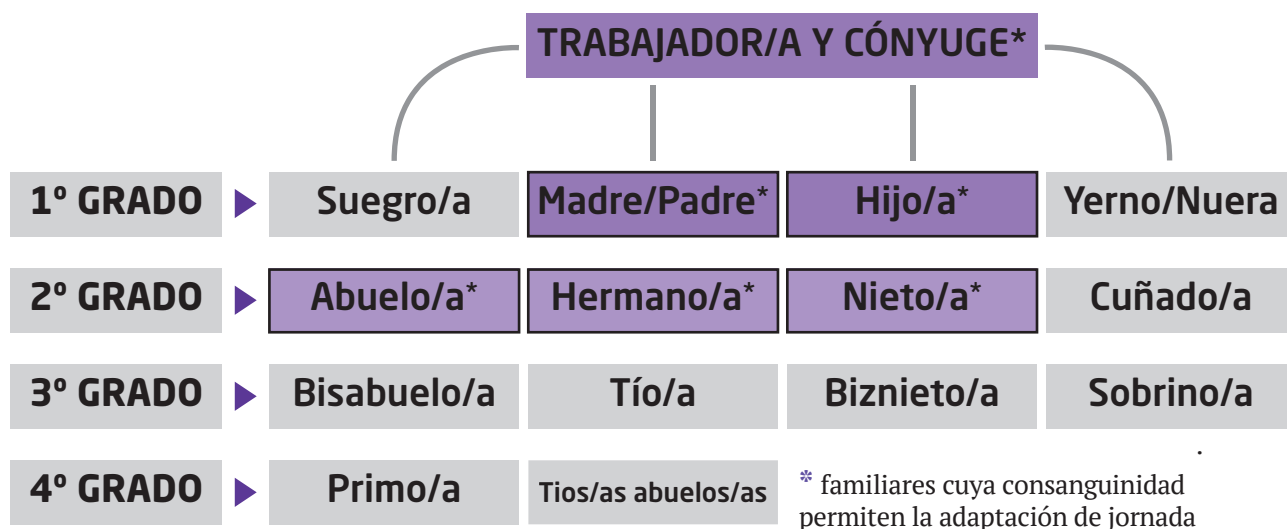 TRABAJADOR/A Y CÓNYUGE*
1º GRADO Suegro/a Madre/Padre* Hijo/a* Yerno/Nuera
2º GRADO Abuelo/a* Hermano/a* Nieto/a* Cuñado/a
3º GRADO Bisabuelo/a Tío/a Biznieto/a Sobrino/a
.
4º GRADO Primo/a Tios/as abuelos/as
* familiares cuya consanguinidad
permiten la adaptación de jornada